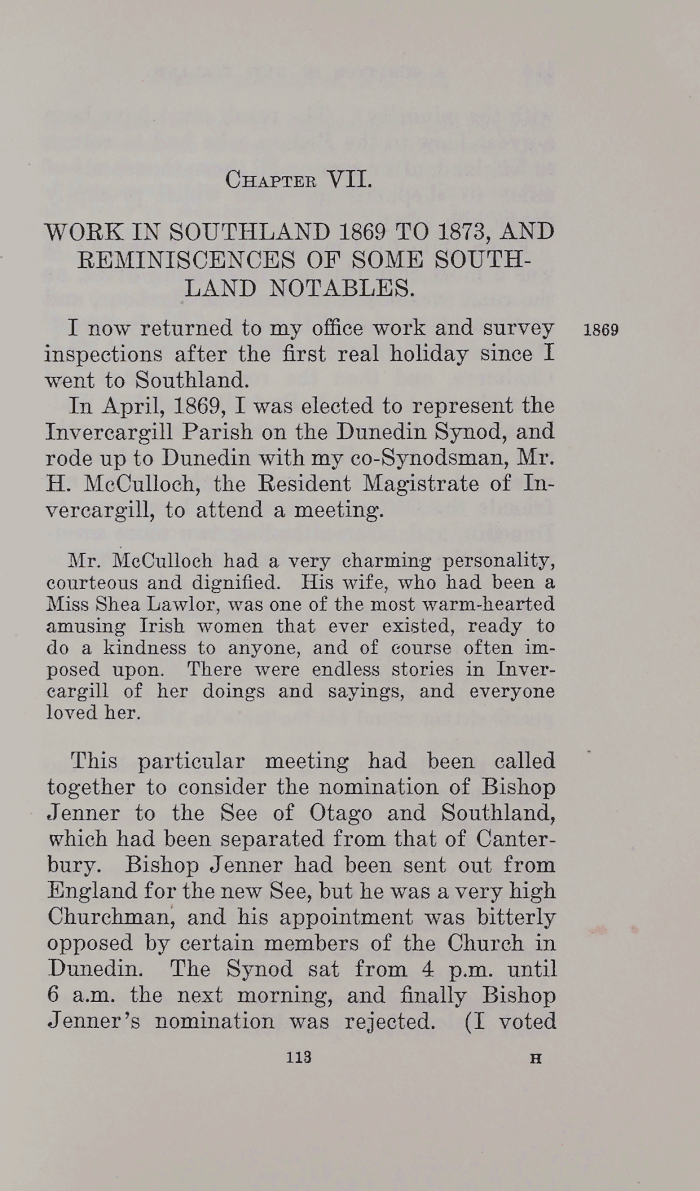 CHAPTER VII.
WORK IN SOUTHLAND 1869 TO 1873, AND
REMINISCENCES OF SOME SOUTH-
LAND NOTABLES.
I now returned to my office work and survey 1869
inspections after the first real holiday since I
went to Southland.
In April, 1869, I was elected to represent the
Invercargill Parish on the Dunedin Synod, and
rode up to Dunedin with my co-Synodsman, Mr.
H. McCulloch, the Resident Magistrate of In-
vercargill, to attend a meeting.
Mr. McCulloch had a very charming personality,
courteous and dignified. His wife, who had been a
Miss Shea Lawlor, was one of the most warm-hearted
amusing Irish women that ever existed, ready to
do a kindness to anyone, and of course often im-
posed upon. There were endless stories in Inver-
cargill of her doings and sayings, and everyone
loved her.
This particular meeting had been called
together to consider the nomination of Bishop
Jenner to the See of Otago and Southland,
which had been separated from that of Canter-
bury. Bishop Jenner had been sent out from
England for the new See, but he was a very high
Churchman, and his appointment was bitterly
opposed by certain members of the Church in
Dunedin. The Synod sat from 4 p.m. until
6 a.m. the next morning, and finally Bishop
Jenner's nomination was rejected. (I voted
113 H